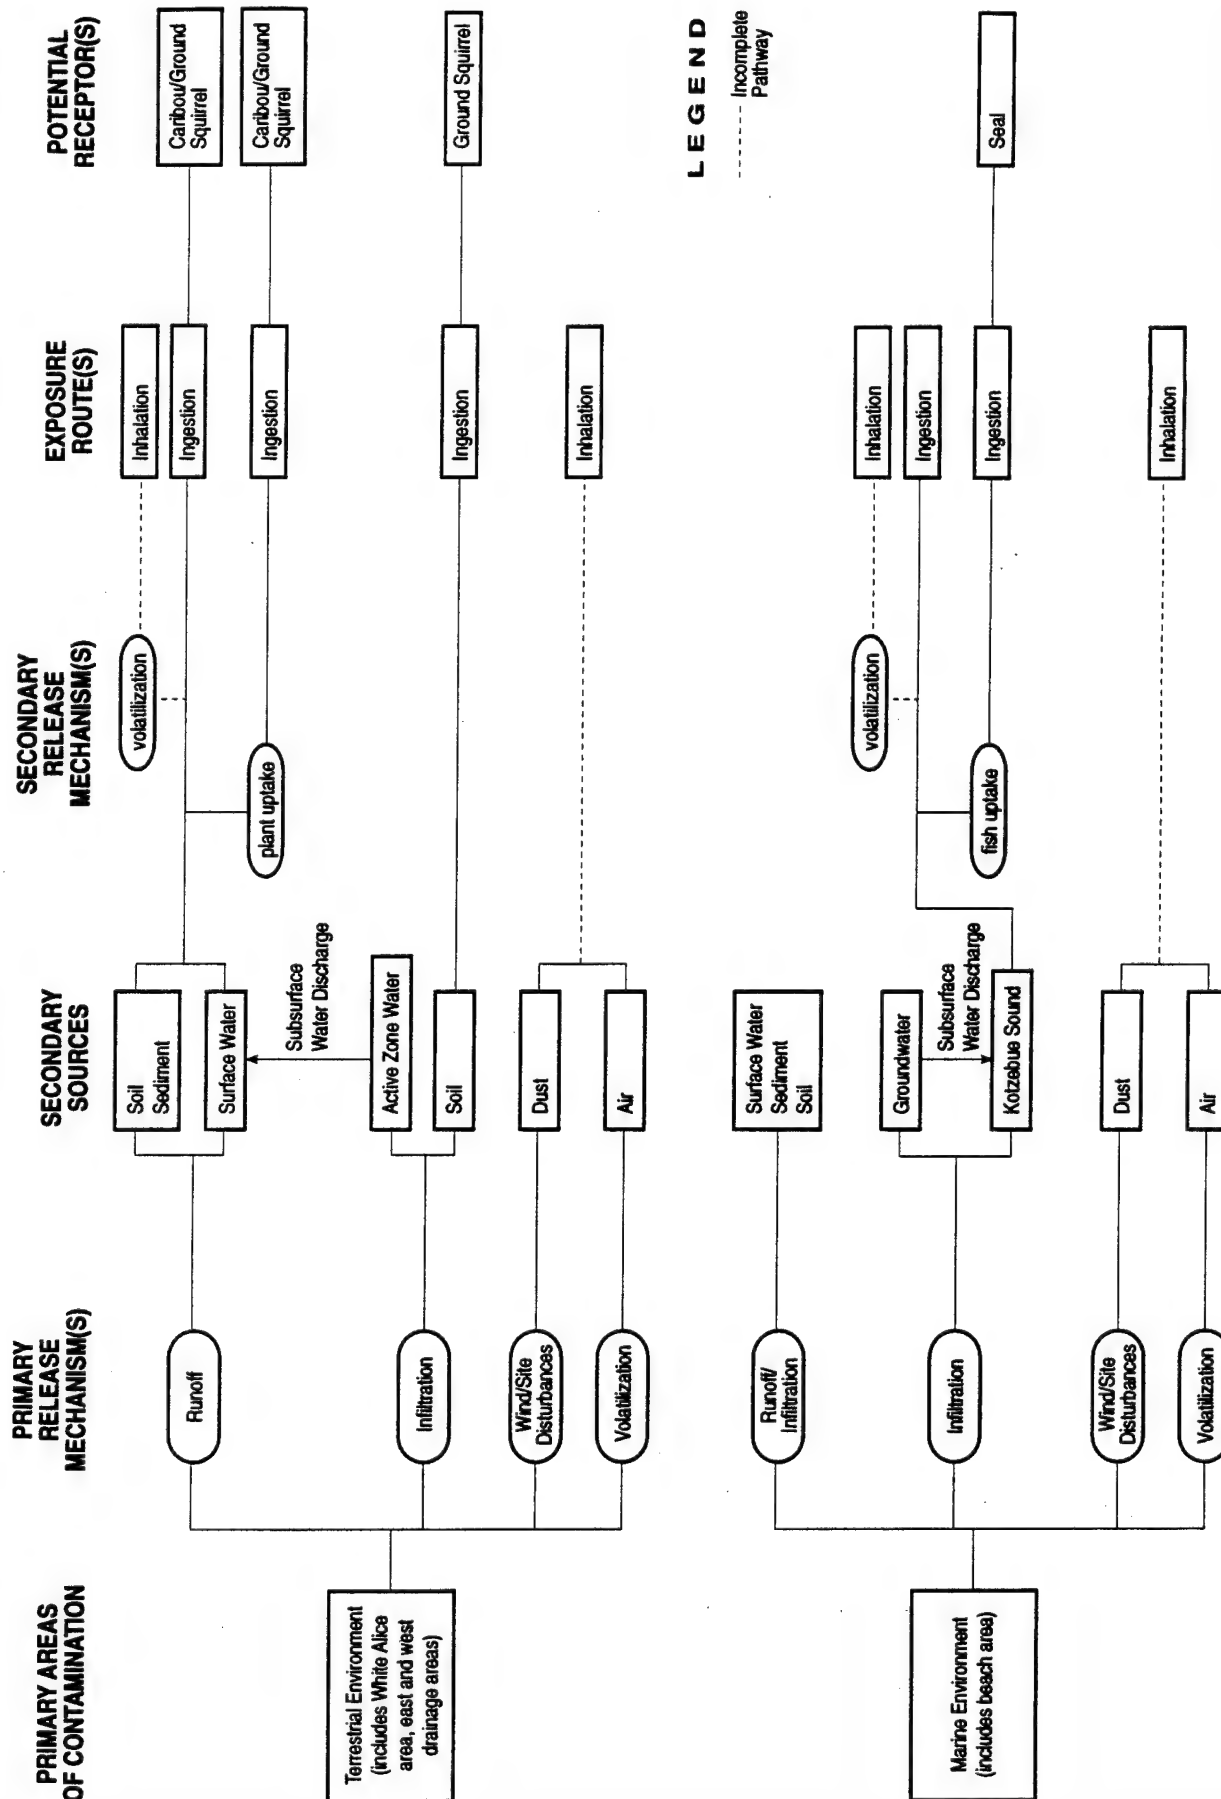 PRIMARY AREAS
OF CONTAMINATION
PRIMARY
RELEASE
MECHANISM(S)
SECONDARY
SOURCES
SECONDARY
RELEASE
MECHANISM(S)
EXPOSURE
ROUTE(S)
POTENTIAL
RECEPTOR(S)
Terrestrial Environment
(includes White Alice
area, east and west
drainage areas)
Runoff
Infiltration
Wind/Site
Disturbances
Volatilization
Soil
Sediment
Surface Water
Subsurface
Water Discharge
Active Zone Water
Soil
Dust
Air
volatilization
plant uptake
Inhalation
Ingestion
Ingestion
Ingestion
Inhalation
Caribou/Ground
Squirrel
Caribou/Ground
Squirrel
Ground Squirrel
LEGEND
Incomplete
Pathway
Marine Environment
(includes beach area)
Runoff/
Infiltration
Infiltration
Wind/Site
Disturbances
Volatilization
Surface Water
Sediment
Soil
Groundwater
Subsurface
Water Discharge
Kotzebue Sound
Dust
Air
volatilization
fish uptake
Inhalation
Ingestion
Ingestion
Inhalation
Seal